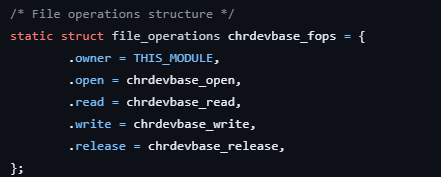 /* File operations structure */
static struct file_operations chrdevbase_fops = {
        .owner = THIS_MODULE,
        .open = chrdevbase_open,
        .read = chrdevbase_read,
        .write = chrdevbase_write,
        .release = chrdevbase_release,
};